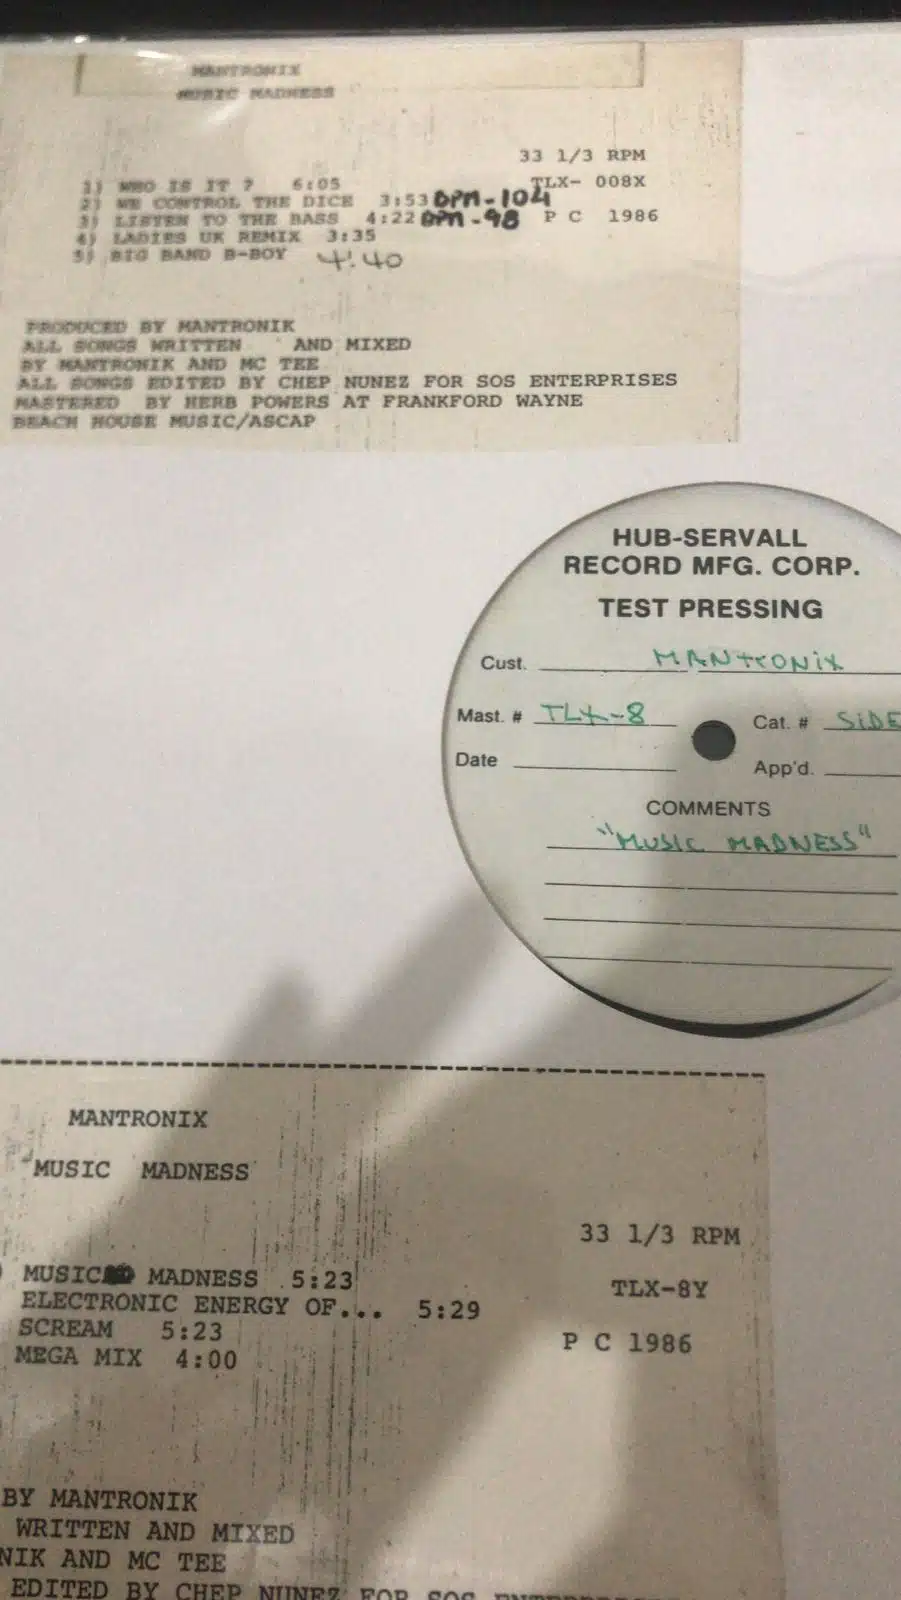 MANTRONIX
MUSIC MADNESS
33 1/3 RPM
TLX- 008X
P C 1986
1) WHO IS IT ? 6:05
2) WE CONTROL THE DICE 3:53 BPM-104
3) LISTEN TO THE BASS 4:22 BPM-98
4) LADIES UK REMIX 3:35
5) BIG BAND B-BOY 4:40
PRODUCED BY MANTRONIK
ALL SONGS WRITTEN AND MIXED
BY MANTRONIK AND MC TEE
ALL SONGS EDITED BY CHEP NUNEZ FOR SOS ENTERPRISES
MASTERED BY HERB POWERS AT FRANKFORD WAYNE
BEACH HOUSE MUSIC/ASCAP
HUB-SERVALL
RECORD MFG. CORP.
TEST PRESSING
Cust. MANTRONIX
Mast. # TLX-8 Cat. # SIDE
Date App'd.
COMMENTS
"MUSIC MADNESS"
MANTRONIX
MUSIC MADNESS
33 1/3 RPM
TLX-8Y
P C 1986
MUSIC MADNESS 5:23
ELECTRONIC ENERGY OF... 5:29
SCREAM 5:23
MEGA MIX 4:00
BY MANTRONIK
WRITTEN AND MIXED
NIK AND MC TEE
EDITED BY CHEP NUNEZ FOR SOS ENTERPRISES